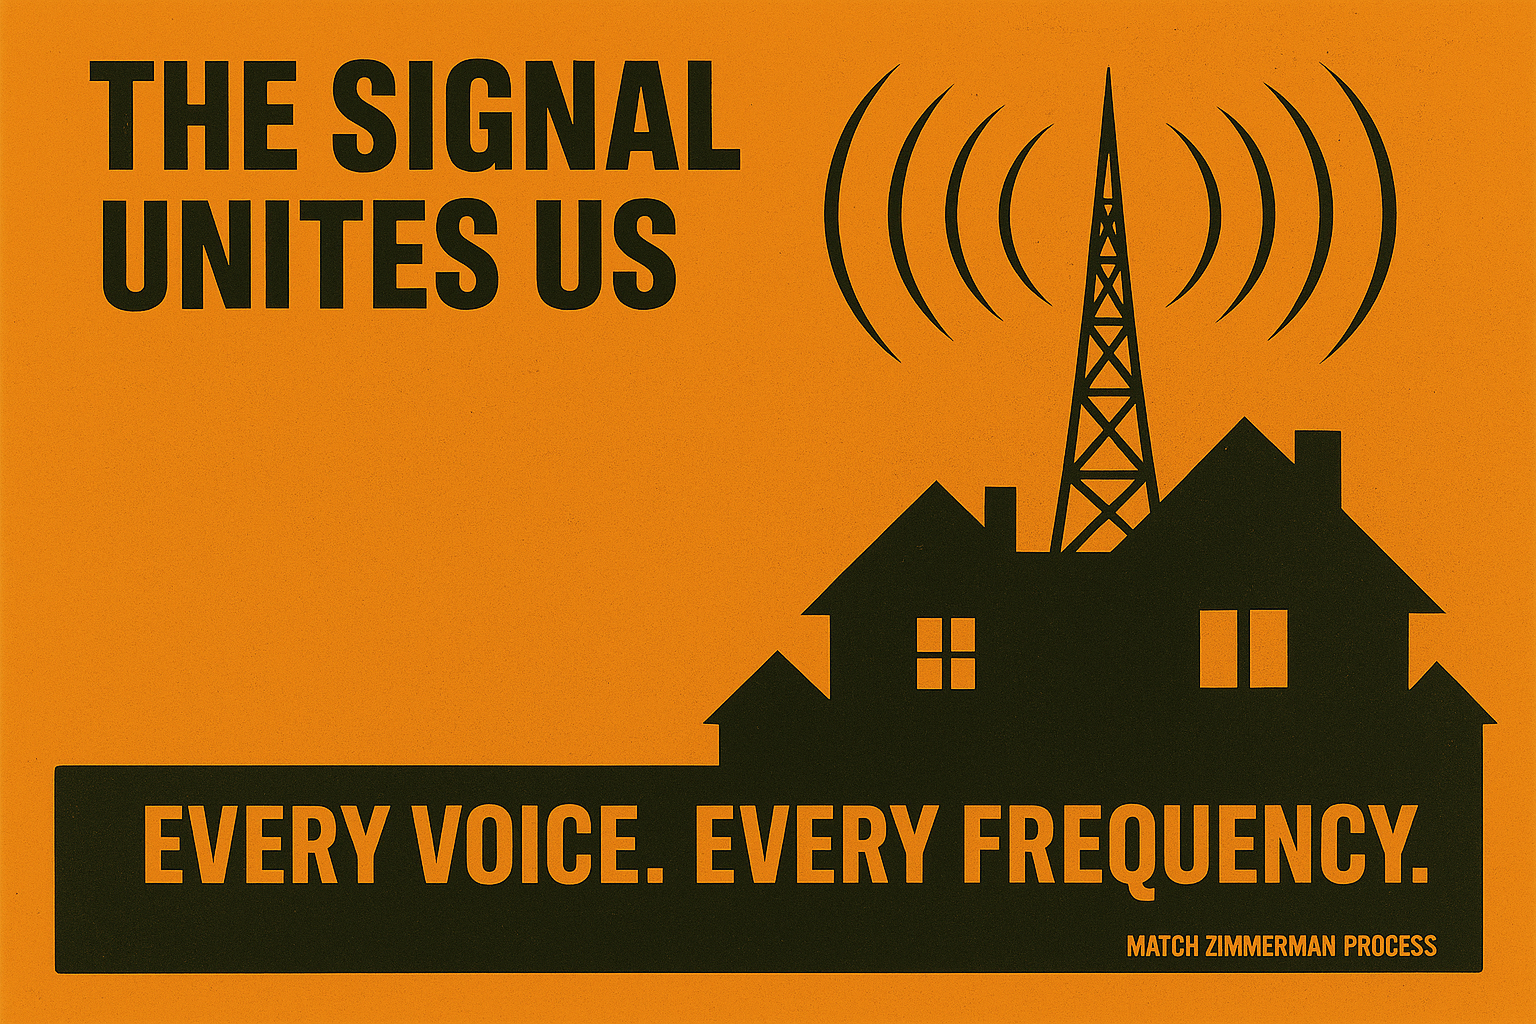 THE SIGNAL
UNITES US
EVERY VOICE. EVERY FREQUENCY.
MATCH ZIMMERMAN PROCESS